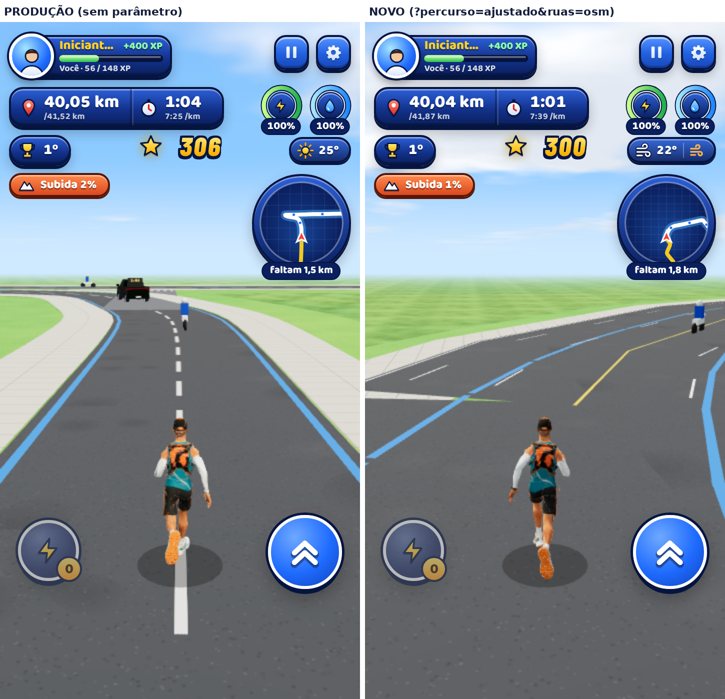 PRODUÇÃO (sem parâmetro)
Iniciant... +400 XP
Você · 56 / 148 XP
40,05 km
/41,52 km
1:04
7:25 /km
100%
100%
1°
306
25°
Subida 2%
faltam 1,5 km
0
NOVO (?percurso=ajustado&ruas=osm)
Iniciant... +400 XP
Você · 56 / 148 XP
40,04 km
/41,87 km
1:01
7:39 /km
100%
100%
1°
300
22°
Subida 1%
faltam 1,8 km
0